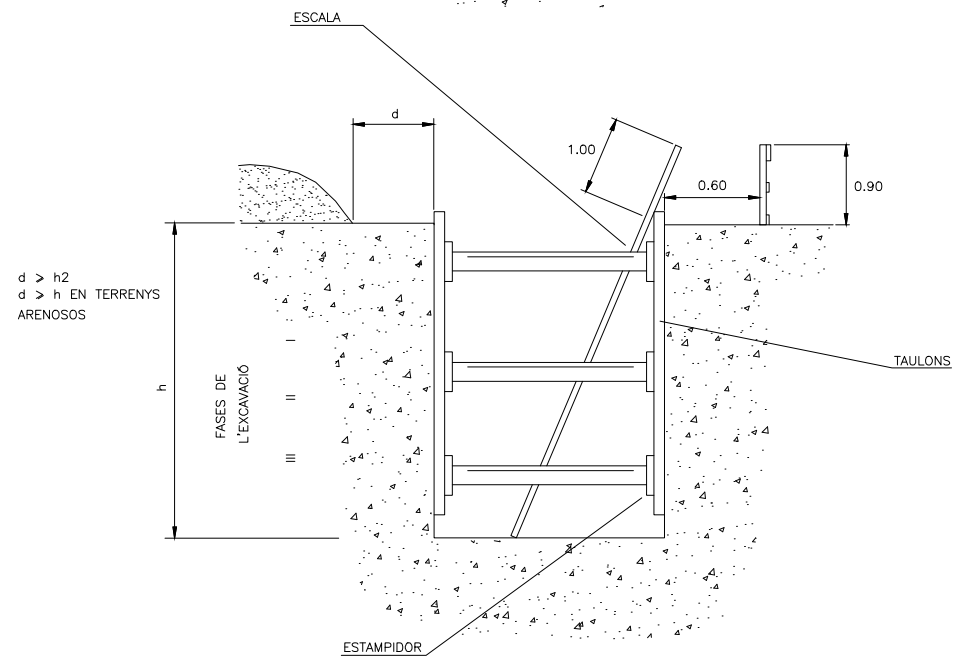 ESCALA
d
1.00
0.60
0.90
d ⩾ h2
d ⩾ h EN TERRENYS
ARENOSOS
h
FASES DE
L'EXCAVACIÓ
I
II
III
TAULONS
ESTAMPIDOR